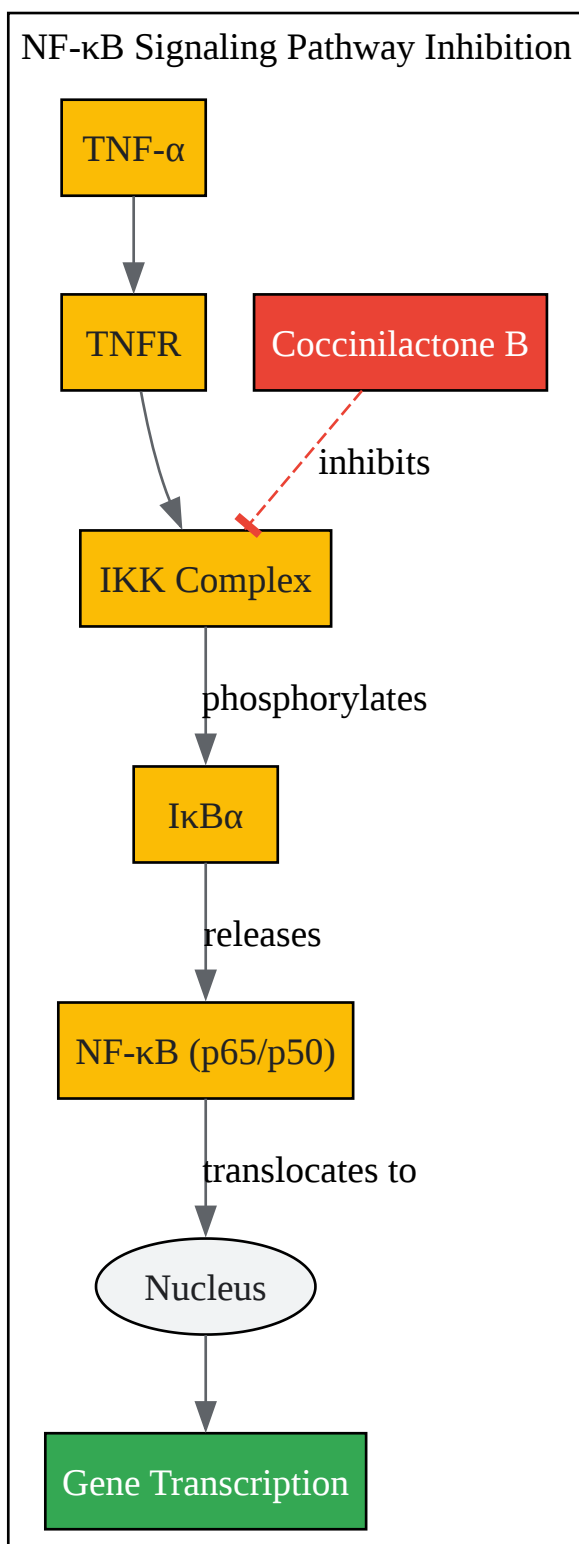 NF-κB Signaling Pathway Inhibition
TNF-α
TNFR
Coccinilactone B
inhibits
IKK Complex
phosphorylates
IκBα
releases
NF-κB (p65/p50)
translocates to
Nucleus
Gene Transcription